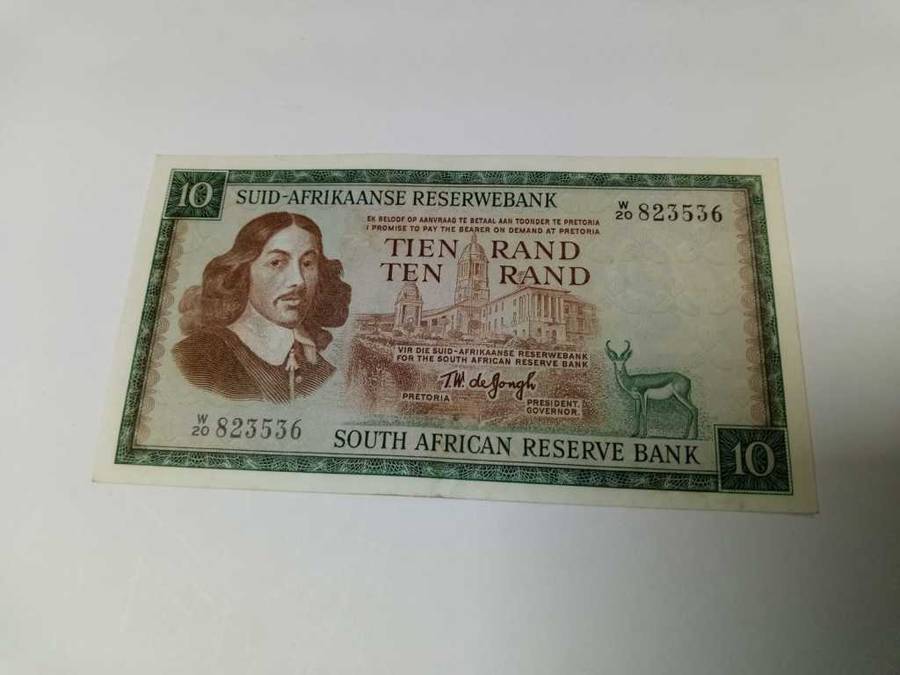 10
SUID-AFRIKAANSE RESERWEBANK
W/20 823536
EK BELOOF OP AANVRAAG TE BETAAL AAN TOONDER TE PRETORIA
I PROMISE TO PAY THE BEARER ON DEMAND AT PRETORIA
TIEN RAND
TEN RAND
VIR DIE SUID-AFRIKAANSE RESERWEBANK
FOR THE SOUTH AFRICAN RESERVE BANK
T.W. de Jongh
PRETORIA
PRESIDENT.
GOVERNOR.
W/20 823536
SOUTH AFRICAN RESERVE BANK
10